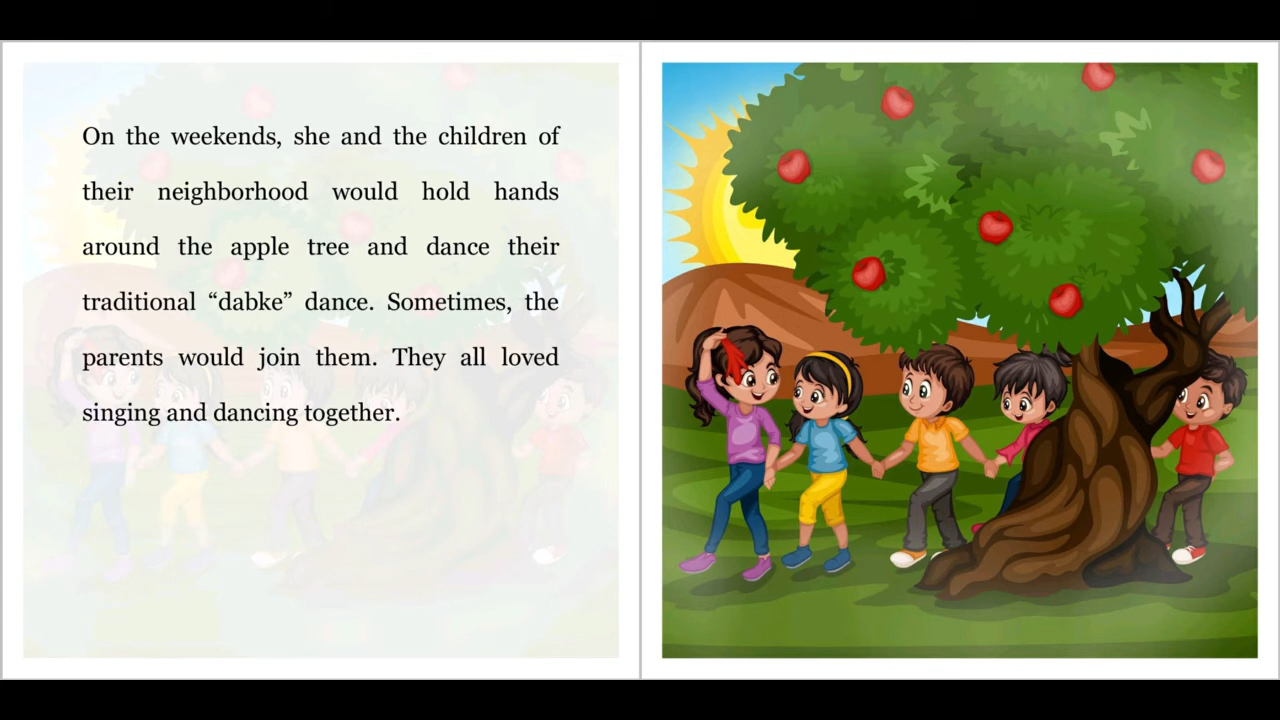 On the weekends, she and the children of
their neighborhood would hold hands
around the apple tree and dance their
traditional “dabke” dance. Sometimes, the
parents would join them. They all loved
singing and dancing together.